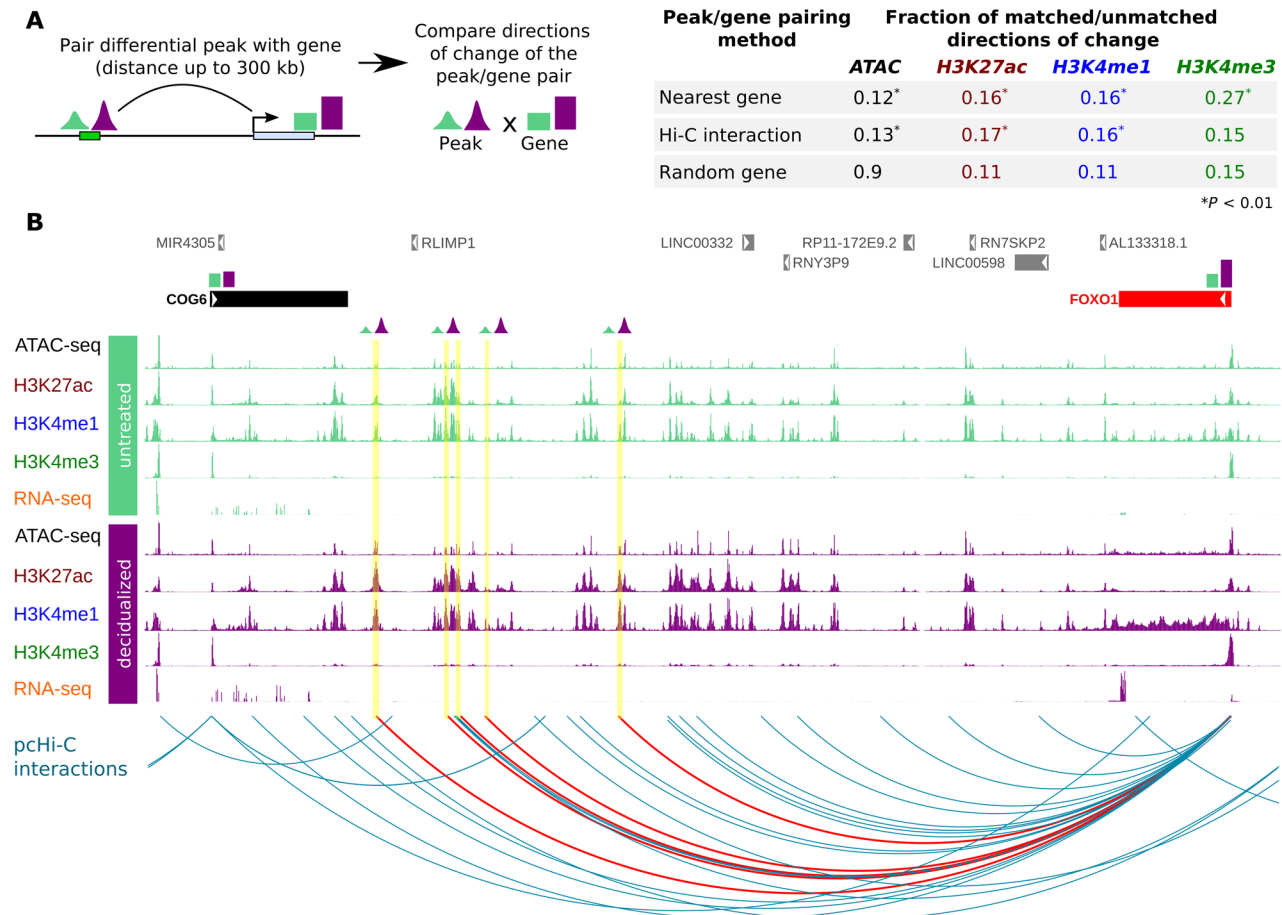 A
Pair differential peak with gene
(distance up to 300 kb)
Compare directions
of change of the
peak/gene pair
X
Peak Gene
Peak/gene pairing
method
Fraction of matched/unmatched
directions of change
ATAC H3K27ac H3K4me1 H3K4me3
Nearest gene 0.12* 0.16* 0.16* 0.27*
Hi-C interaction 0.13* 0.17* 0.16* 0.15
Random gene 0.9 0.11 0.11 0.15
*P < 0.01
B
MIR4305 RLIMP1 LINC00332 RP11-172E9.2 RN7SKP2 AL133318.1
RNY3P9 LINC00598
COG6 FOXO1
untreated
ATAC-seq
H3K27ac
H3K4me1
H3K4me3
RNA-seq
decidualized
ATAC-seq
H3K27ac
H3K4me1
H3K4me3
RNA-seq
pcHi-C
interactions